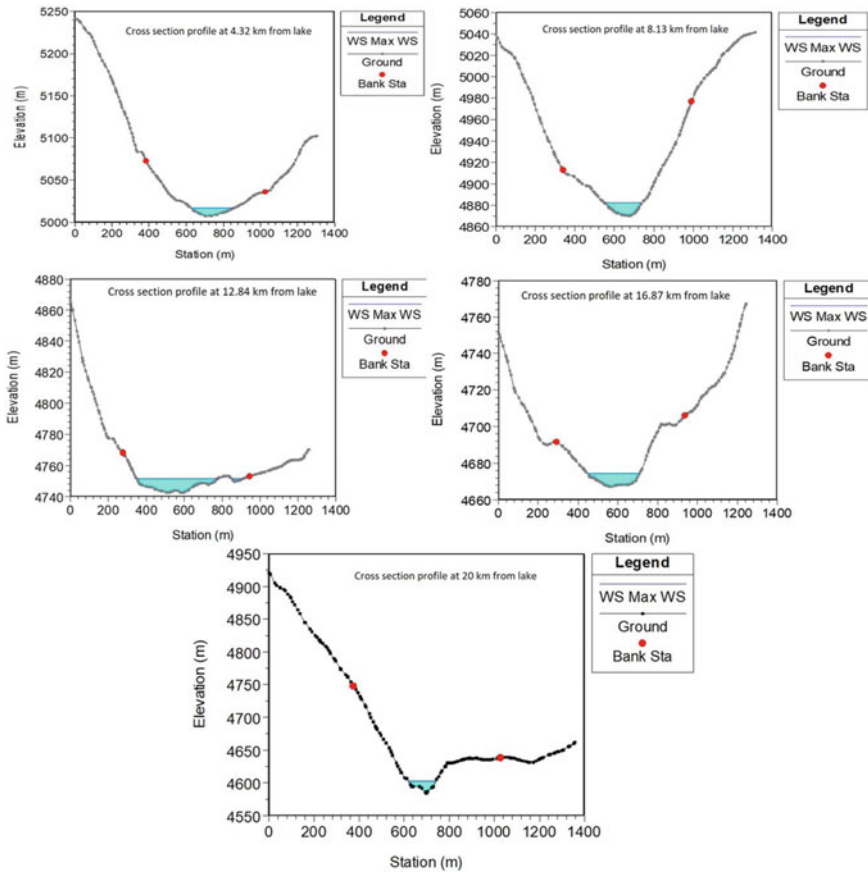 Cross section profile at 4.32 km from lake
Legend
WS Max WS
Ground
Bank Sta
Elevation (m)
5250
5200
5150
5100
5050
5000
0 200 400 600 800 1000 1200 1400
Station (m)
Cross section profile at 8.13 km from lake
Legend
WS Max WS
Ground
Bank Sta
Elevation (m)
5060
5040
5020
5000
4980
4960
4940
4920
4900
4880
4860
0 200 400 600 800 1000 1200 1400
Station (m)
Cross section profile at 12.84 km from lake
Legend
WS Max WS
Ground
Bank Sta
Elevation (m)
4880
4860
4840
4820
4800
4780
4760
4740
0 200 400 600 800 1000 1200 1400
Station (m)
Cross section profile at 16.87 km from lake
Legend
WS Max WS
Ground
Bank Sta
Elevation (m)
4780
4760
4740
4720
4700
4680
4660
0 200 400 600 800 1000 1200 1400
Station (m)
Cross section profile at 20 km from lake
Legend
WS Max WS
Ground
Bank Sta
Elevation (m)
4950
4900
4850
4800
4750
4700
4650
4600
4550
0 200 400 600 800 1000 1200 1400
Station (m)